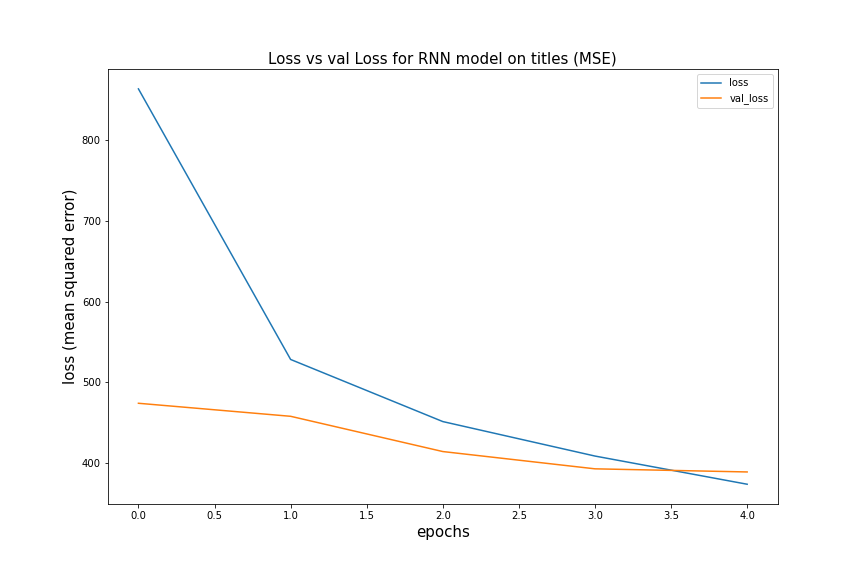 Loss vs val Loss for RNN model on titles (MSE)
loss
val_loss
loss (mean squared error)
800
700
600
500
400
0.0 0.5 1.0 1.5 2.0 2.5 3.0 3.5 4.0
epochs